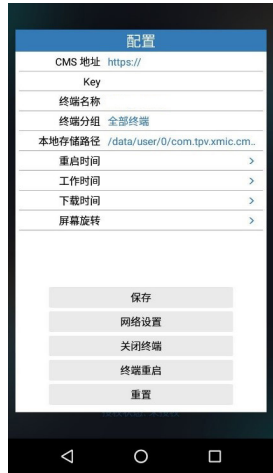 配置
CMS 地址 https://
Key
终端名称
终端分组 全部终端
本地存储路径 /data/user/0/com.tpv.xmic.cm..
重启时间 >
工作时间 >
下载时间 >
屏幕旋转 >
保存
网络设置
关闭终端
终端重启
重置